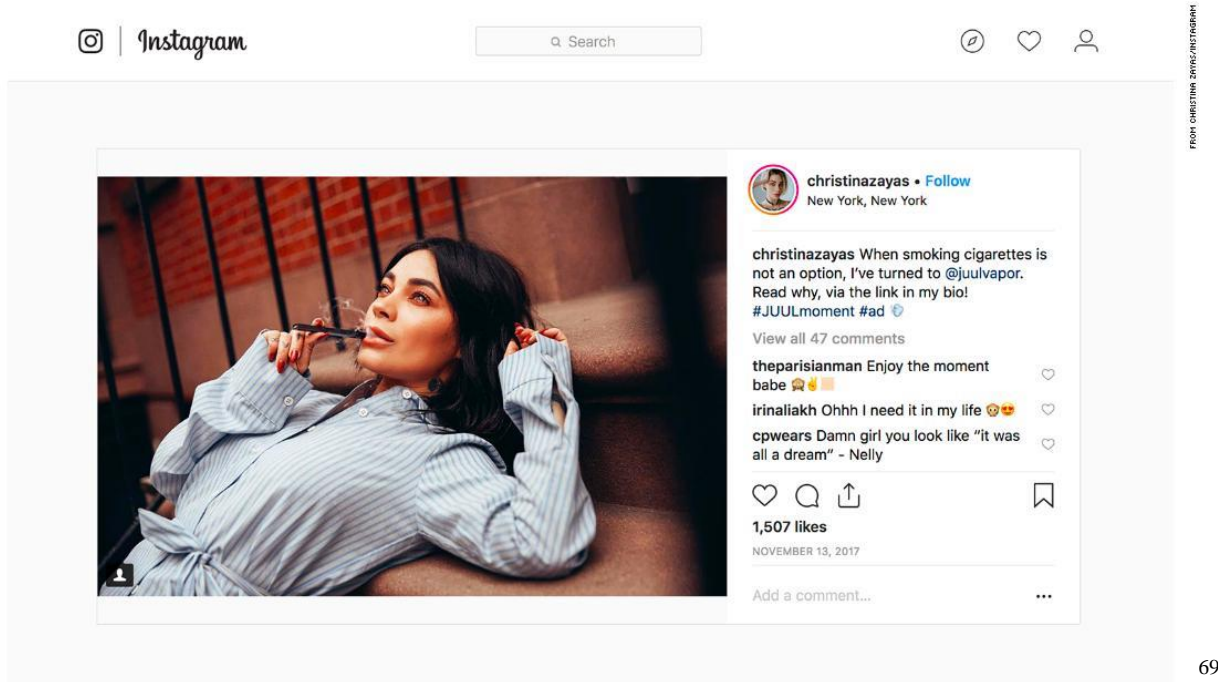 Instagram
Search
FROM CHRISTINA ZAYAS/INSTAGRAM
christinazayas • Follow
New York, New York
christinazayas When smoking cigarettes is
not an option, I've turned to @juulvapor.
Read why, via the link in my bio!
#JUULmoment #ad 💨
View all 47 comments
theparisianman Enjoy the moment
babe 🙈✌️🏼
irinaliakh Ohhh I need it in my life 🐵😍
cpwears Damn girl you look like "it was
all a dream" - Nelly
1,507 likes
NOVEMBER 13, 2017
Add a comment...
69